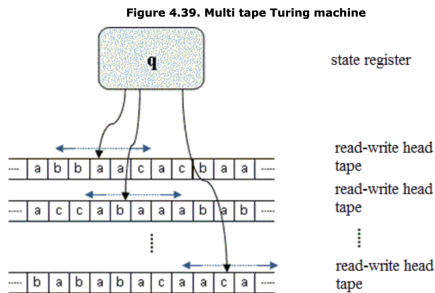 Figure 4.39. Multi tape Turing machine
q
state register
read-write head
a b b a a c a c b a a
tape
read-write head
a c c a b a a a b a b
tape
read-write head
b a b a b a c a a c a
tape